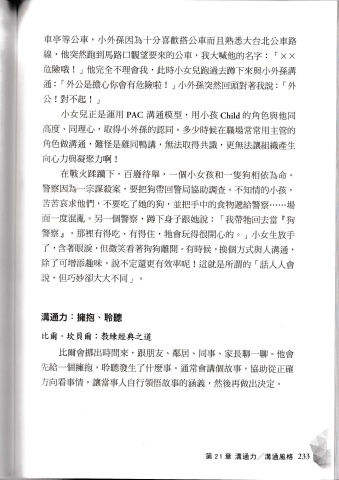 車亭等公車，小外孫因為十分喜歡搭公車而且熟悉大台北公車路
線，他突然跑到馬路口觀望要來的公車，我大喊他的名字：「××
危險哦！」他完全不理會我，此時小女兒跑過去蹲下來與小外孫溝
通：「外公是擔心你會有危險啦！」小外孫突然回頭對著我說：「外
公！對不起！」
小女兒正是運用 PAC 溝通模型，用小孩 Child 的角色與他同
高度、同理心，取得小外孫的認同。多少時候在職場常常用主管的
角色做溝通，難怪是雞同鴨講，無法取得共識，更無法讓組織產生
向心力與凝聚力啊！
在戰火蹂躪下，百廢待舉，一個小女孩和一隻狗相依為命。
警察因為一宗謀殺案，要把狗帶回警局協助調查，不知情的小孩，
苦苦哀求他們，不要吃了她的狗，並把手中的食物遞給警察……場
面一度混亂。另一個警察，蹲下身子跟她說：「我帶牠回去當『狗
警察』，那裡有得吃、有得住，牠會玩得很開心的。」小女生放手
了，含著眼淚，但微笑看著狗狗離開。有時候，換個方式與人溝通，
除了可增添趣味，說不定還更有效率呢！這就是所謂的「話人人會
說，但巧妙卻大大不同」。
溝通力：擁抱、聆聽
比爾．坎貝爾：教練經典之道
比爾會挪出時間來，跟朋友、鄰居、同事、家長聊一聊。他會
先給一個擁抱，聆聽發生了什麼事。通常會講個故事，協助從正確
方向看事情，讓當事人自行領悟故事的涵義，然後再做出決定。
第 21 章 溝通力／溝通風格 233